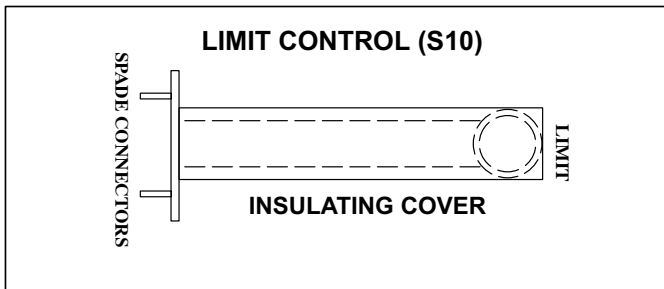 LIMIT CONTROL (S10)
SPADE CONNECTORS
LIMIT
INSULATING COVER